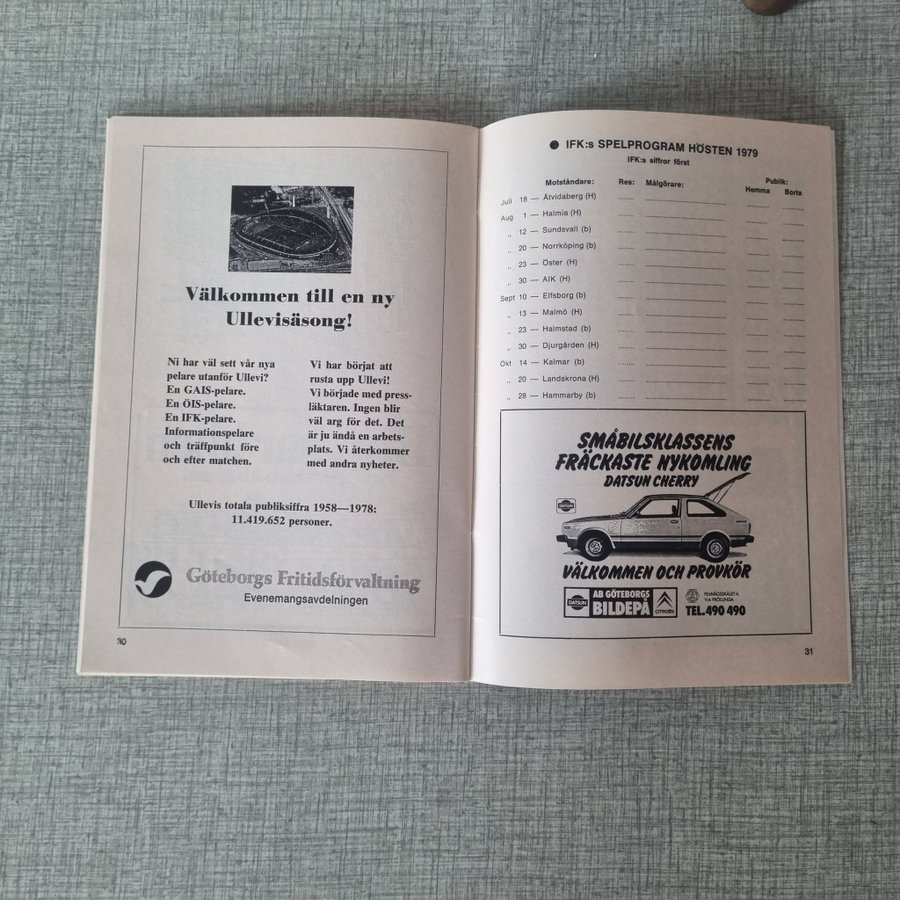 Välkommen till en ny
Ullevisäsong!
Ni har väl sett vår nya
pelare utanför Ullevi?
En GAIS-pelare.
En ÖIS-pelare.
En IFK-pelare.
Informationspelare
och träffpunkt före
och efter matchen.
Vi har börjat att
rusta upp Ullevi!
Vi började med press-
läktaren. Ingen blir
väl arg för det. Det
är ju ändå en arbets-
plats. Vi återkommer
med andra nyheter.
Ullevis totala publiksiffra 1958—1978:
11.419.652 personer.
Göteborgs Fritidsförvaltning
Evenemangsavdelningen
30
● IFK:s SPELPROGRAM HÖSTEN 1979
IFK:s siffror först
Motståndare: Res: Målgörare: Publik:
Hemma Borta
Juli 18 — Åtvidaberg (H)
Aug 1 — Halmia (H)
„ 12 — Sundsvall (b)
„ 20 — Norrköping (b)
„ 23 — Öster (H)
„ 30 — AIK (H)
Sept 10 — Elfsborg (b)
„ 13 — Malmö (H)
„ 23 — Halmstad (b)
„ 30 — Djurgården (H)
Okt 14 — Kalmar (b)
„ 20 — Landskrona (H)
„ 28 — Hammarby (b)
SMÅBILSKLASSENS
FRÄCKASTE NYKOMLING
DATSUN CHERRY
DATSUN
VÄLKOMMEN OCH PROVKÖR
DATSUN
AB GÖTEBORGS
BILDEPÅ
CITROËN
V:A FRÖLUNDA
TEL. 490 490
31